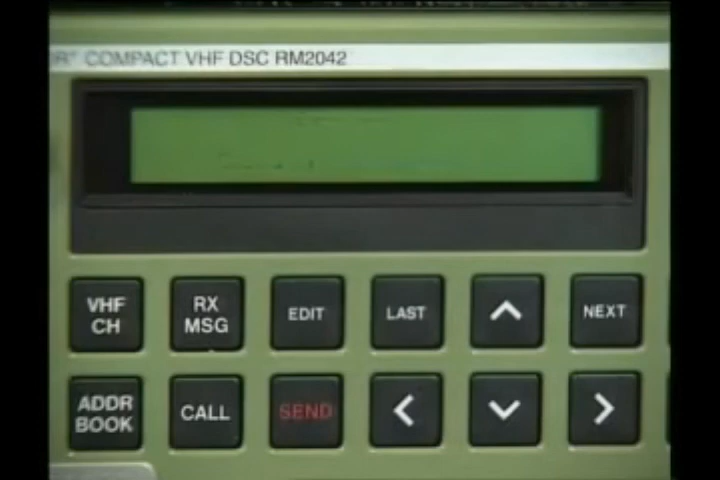 COMPACT VHF DSC RM2042
VHF CH
RX MSG
EDIT
LAST
NEXT
ADDR BOOK
CALL
SEND